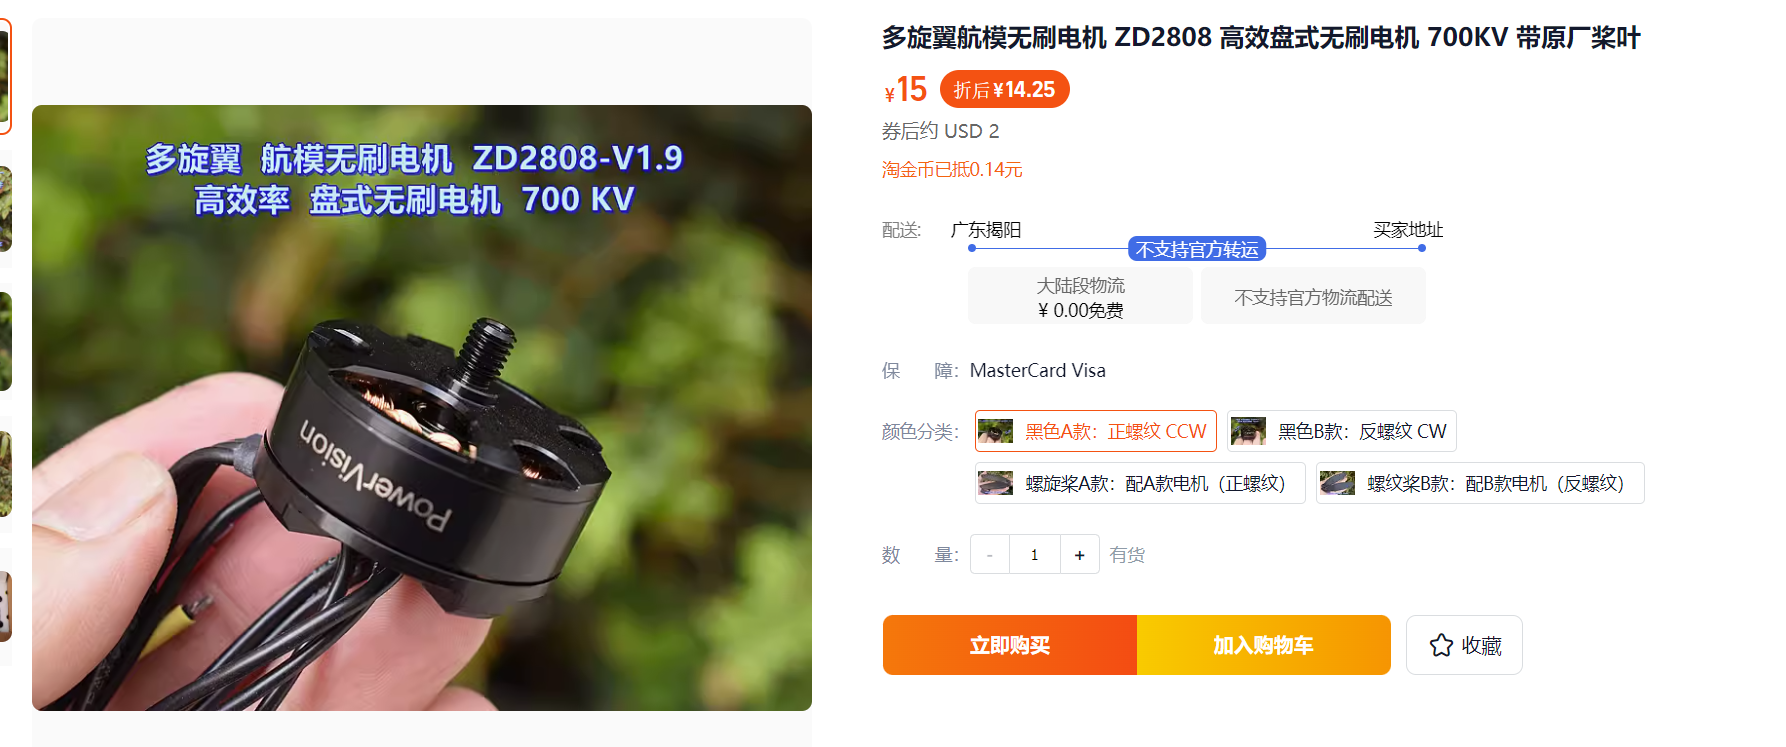 多旋翼航模无刷电机 ZD2808 高效盘式无刷电机 700KV 带原厂桨叶
¥15 折后¥14.25
券后约 USD 2
淘金币已抵0.14元
多旋翼 航模无刷电机 ZD2808-V1.9
高效率 盘式无刷电机 700 KV
PowerVision
配送: 广东揭阳 买家地址
不支持官方转运
大陆段物流
¥ 0.00免费
不支持官方物流配送
保 障: MasterCard Visa
颜色分类: 黑色A款：正螺纹 CCW 黑色B款：反螺纹 CW
螺旋桨A款：配A款电机（正螺纹） 螺纹桨B款：配B款电机（反螺纹）
数 量: - 1 + 有货
立即购买 加入购物车 收藏